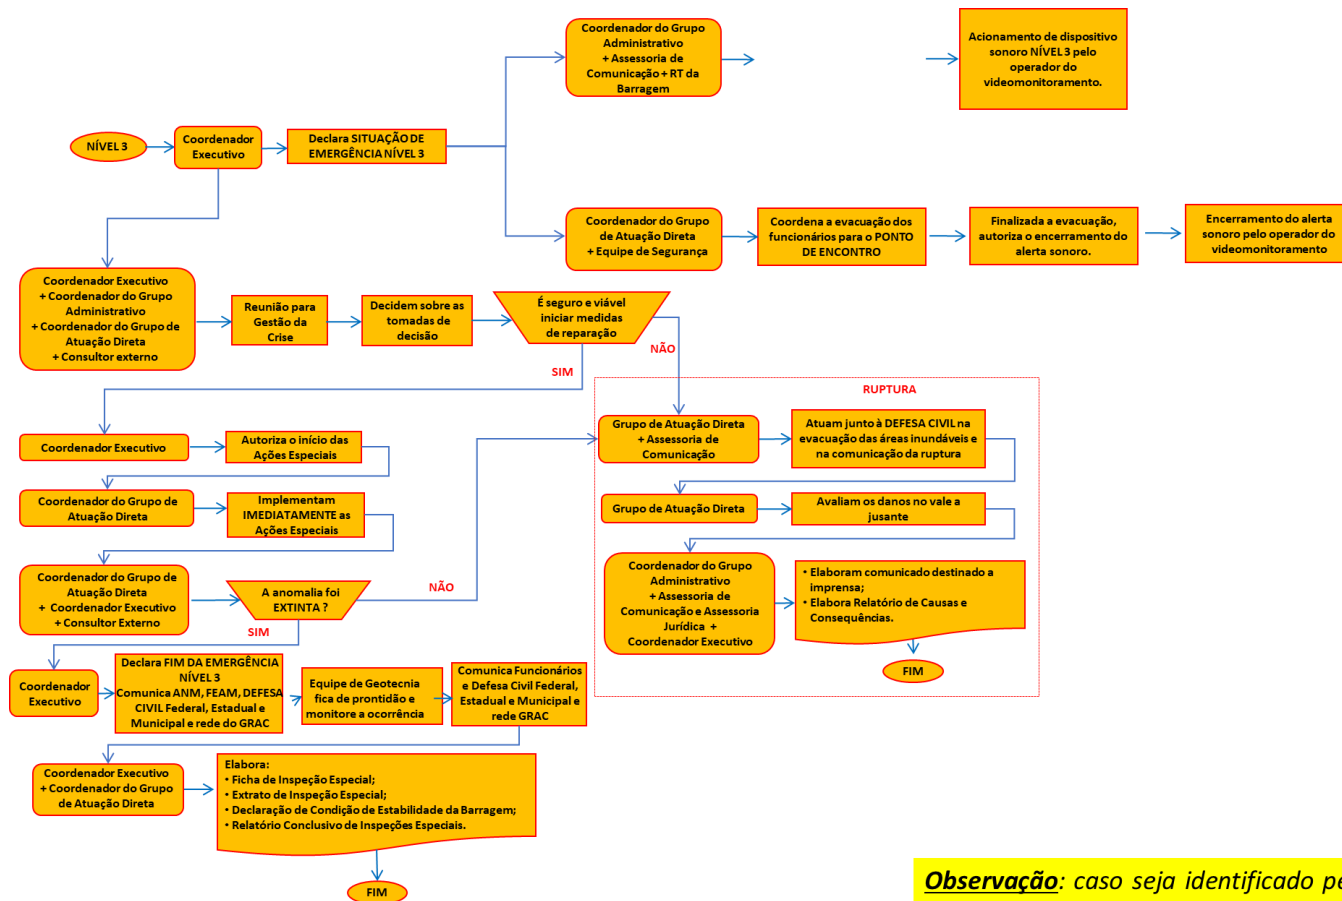 Coordenador do Grupo
Administrativo
+ Assessoria de
Comunicação + RT da
Barragem
Acionamento de dispositivo
sonoro NÍVEL 3 pelo
operador do
videomonitoramento.
NÍVEL 3
Coordenador
Executivo
Declara SITUAÇÃO DE
EMERGÊNCIA NÍVEL 3
Coordenador do Grupo
de Atuação Direta
+ Equipe de Segurança
Coordena a evacuação dos
funcionários para o PONTO
DE ENCONTRO
Finalizada a evacuação,
autoriza o encerramento do
alerta sonoro.
Encerramento do alerta
sonoro pelo operador do
videomonitoramento
Coordenador Executivo
+ Coordenador do Grupo
Administrativo
+ Coordenador do Grupo de
Atuação Direta
+ Consultor externo
Reunião para
Gestão da
Crise
Decidem sobre as
tomadas de
decisão
É seguro e viável
iniciar medidas
de reparação
NÃO
SIM
RUPTURA
Coordenador Executivo
Autoriza o início das
Ações Especiais
Grupo de Atuação Direta
+ Assessoria de
Comunicação
Atuam junto à DEFESA CIVIL na
evacuação das áreas inundáveis e
na comunicação da ruptura
Coordenador do Grupo de
Atuação Direta
Implementam
IMEDIATAMENTE as
Ações Especiais
Grupo de Atuação Direta
Avaliam os danos no vale a
jusante
Coordenador do Grupo de
Atuação Direta
+ Coordenador Executivo
+ Consultor Externo
A anomalia foi
EXTINTA ?
NÃO
SIM
Coordenador do Grupo
Administrativo
+ Assessoria de
Comunicação e Assessoria
Jurídica +
Coordenador Executivo
• Elaboram comunicado destinado a
imprensa;
• Elabora Relatório de Causas e
Consequências.
FIM
Coordenador
Executivo
Declara FIM DA EMERGÊNCIA
NÍVEL 3
Comunica ANM, FEAM, DEFESA
CIVIL Federal, Estadual e
Municipal e rede do GRAC
Equipe de Geotecnia
fica de prontidão e
monitore a ocorrência
Comunica Funcionários
e Defesa Civil Federal,
Estadual e Municipal e
rede GRAC
Coordenador Executivo
+ Coordenador do Grupo
de Atuação Direta
Elabora:
• Ficha de Inspeção Especial;
• Extrato de Inspeção Especial;
• Declaração de Condição de Estabilidade da Barragem;
• Relatório Conclusivo de Inspeções Especiais.
FIM
Observação: caso seja identificado pe